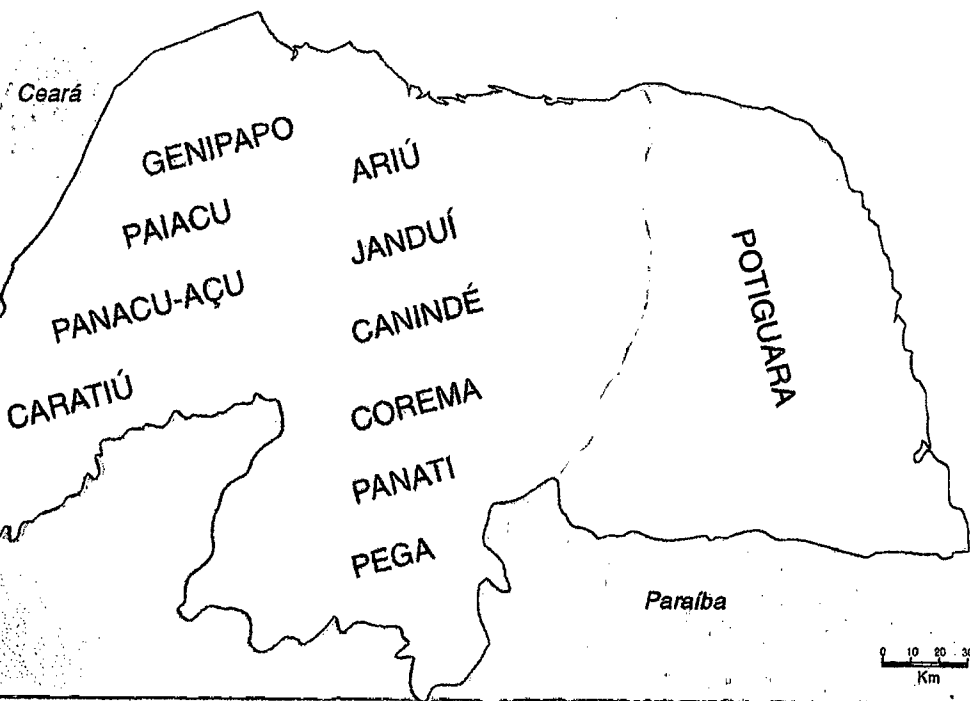 Ceará
GENIPAPO
ARIÚ
PAIACU
JANDUÍ
POTIGUARA
PANACU-AÇU
CANINDÉ
CARATIÚ
COREMA
PANATI
PEGA
Paraíba
0 10 20 30
Km